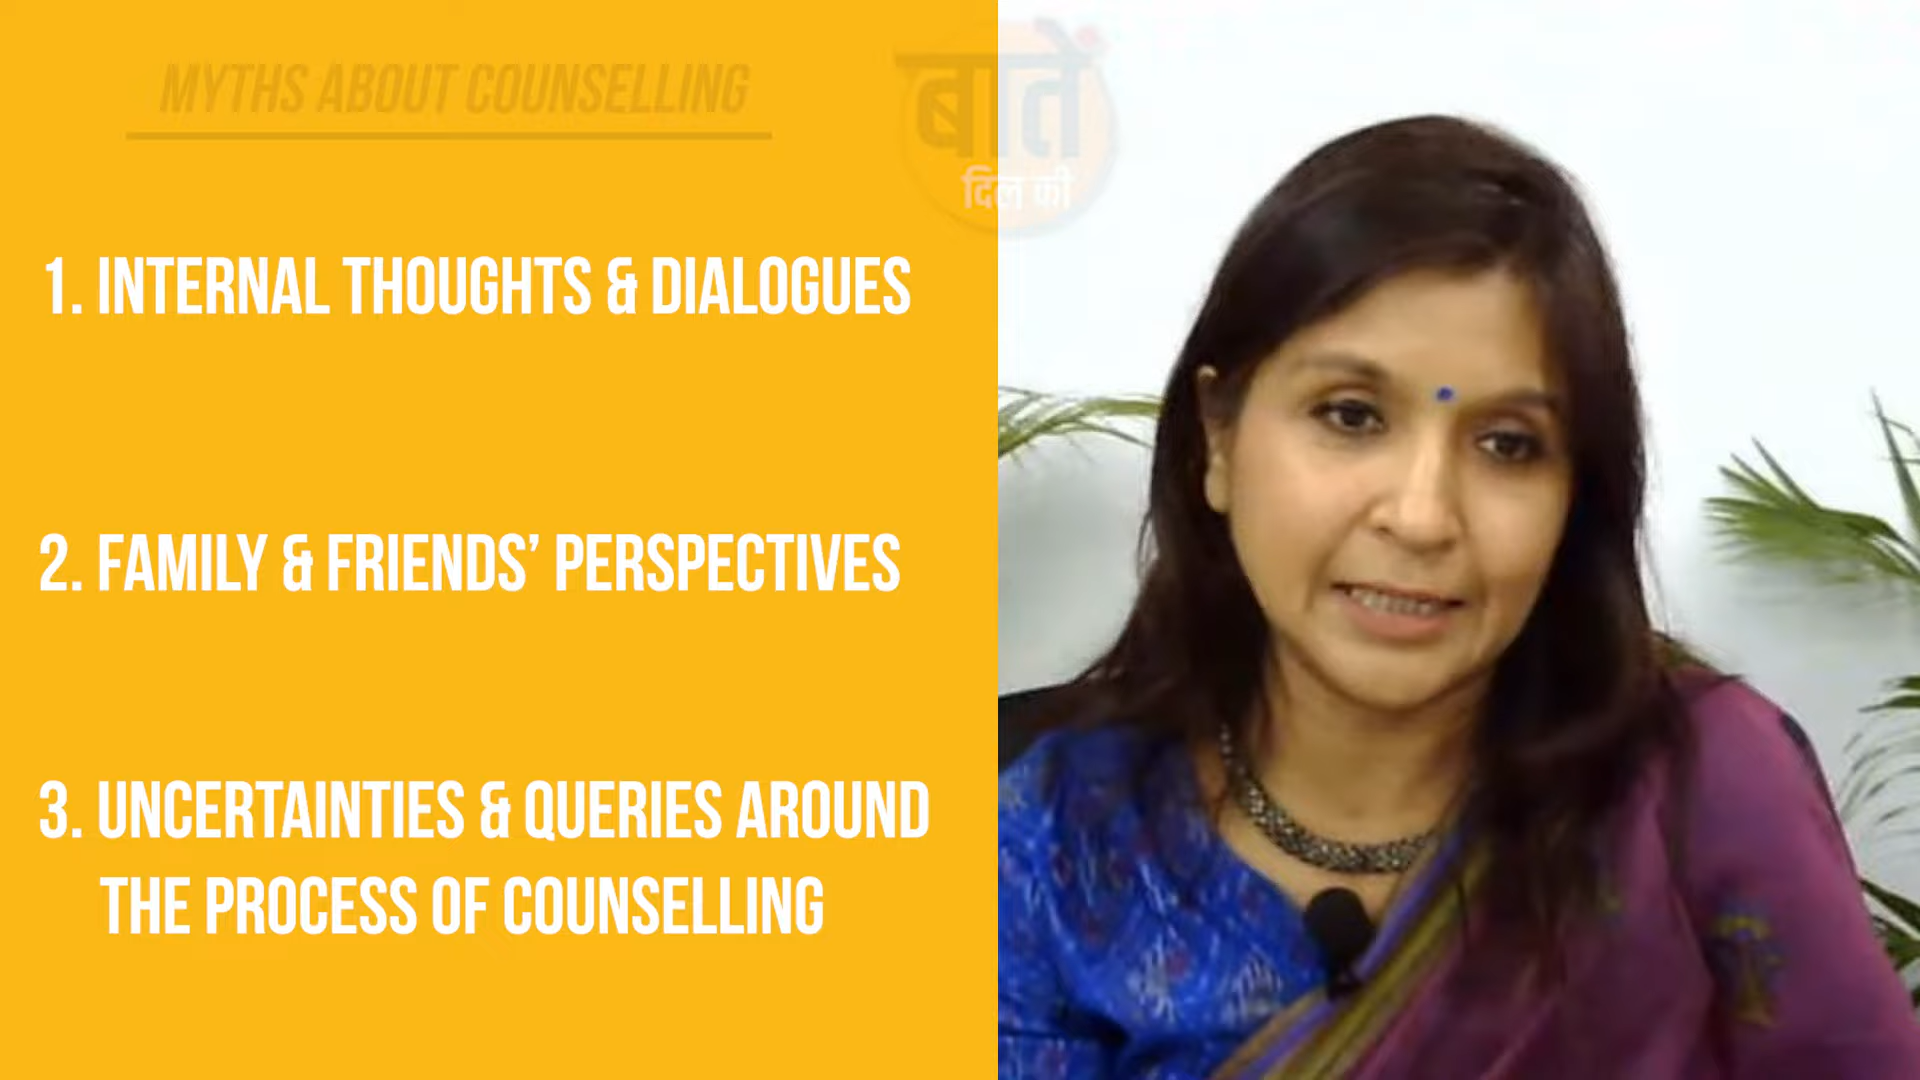 MYTHS ABOUT COUNSELLING
बातें
दिल की
1. INTERNAL THOUGHTS & DIALOGUES
2. FAMILY & FRIENDS’ PERSPECTIVES
3. UNCERTAINTIES & QUERIES AROUND
THE PROCESS OF COUNSELLING